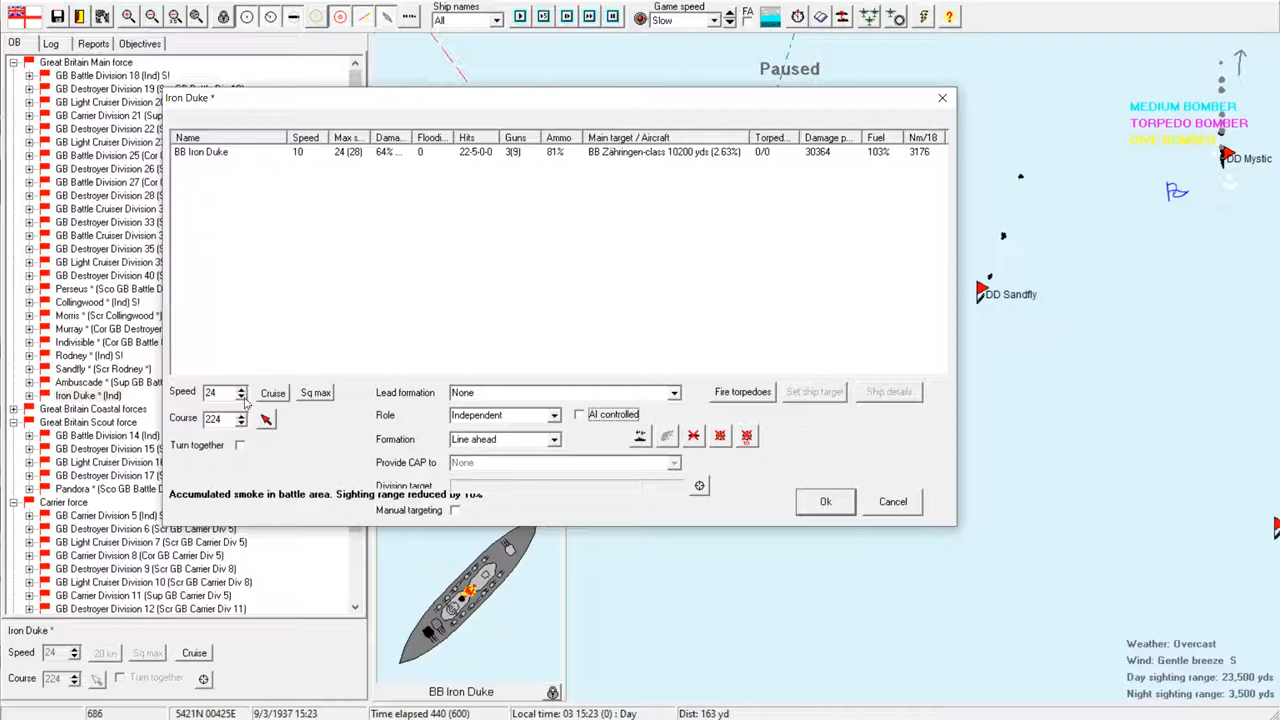 Ship names
All
Game speed
Slow
FA
OB Log Reports Objectives
Great Britain Main force
GB Battle Division 18 (Ind) S!
GB Destroyer Division 19
GB Light Cruiser Division 2
GB Carrier Division 21 (Sup
GB Destroyer Division 22
GB Light Cruiser Division
GB Battle Division 25 (Cor
GB Destroyer Division 26
GB Battle Division 27
GB Destroyer Division 28
GB Battle Cruiser Division 3
GB Destroyer Division 33
GB Battle Cruiser Division
GB Destroyer Division 35
GB Light Cruiser Division 3
GB Destroyer Division 40
Perseus * (Sco GB Battle D
Collingwood * (Ind) S!
Morris * (Scr Collingwood *)
Murray * (Cor GB Destroyer
Indivisible * (Cor GB Battle
Rodney * (Ind) S!
Sandfly * (Scr Rodney *)
Ambuscade * (Sup GB Batt
Iron Duke * (Ind)
Great Britain Coastal forces
Great Britain Scout force
GB Battle Division 14 (Ind)
GB Destroyer Division 15
GB Light Cruiser Division 16
GB Destroyer Division 17
Pandora * (Sco GB Battle D
Carrier force
GB Carrier Division 5 (Ind) S!
GB Destroyer Division 6 (Scr GB Carrier Div 5)
GB Light Cruiser Division 7 (Scr GB Carrier Div 5)
GB Carrier Division 8 (Cor GB Carrier Div 5)
GB Destroyer Division 9 (Scr GB Carrier Div 8)
GB Light Cruiser Division 10 (Scr GB Carrier Div 8)
GB Carrier Division 11 (Sup GB Carrier Div 5)
GB Destroyer Division 12 (Scr GB Carrier Div 11)
Iron Duke *
Speed 24 20 kn Sq max Cruise
Course 224 Turn together
Paused
Iron Duke *
Name Speed Max s... Dama... Floodi... Hits Guns Ammo Main target / Aircraft Torped... Damage p... Fuel Nm/18
BB Iron Duke 10 24 (28) 64%... 0 22-5-0-0 3(9) 81% BB Zähringen-class 10200 yds (2.63%) 0/0 30364 103% 3176
Speed 24 Cruise Sq max
Course 224
Turn together
Lead formation None
Role Independent AI controlled
Formation Line ahead
Provide CAP to None
Division target
Manual targeting
Fire torpedoes Set ship target Ship details
Accumulated smoke in battle area. Sighting range reduced by 10%
Ok Cancel
BB Iron Duke
MEDIUM BOMBER
TORPEDO BOMBER
DIVE BOMBER
DD Mystic
DD Sandfly
Weather: Overcast
Wind: Gentle breeze S
Day sighting range: 23,500 yds
Night sighting range: 3,500 yds
686 5421N 00425E 9/3/1937 15:23 Time elapsed 440 (600) Local time: 03 15:23 (0) : Day Dist: 163 yd